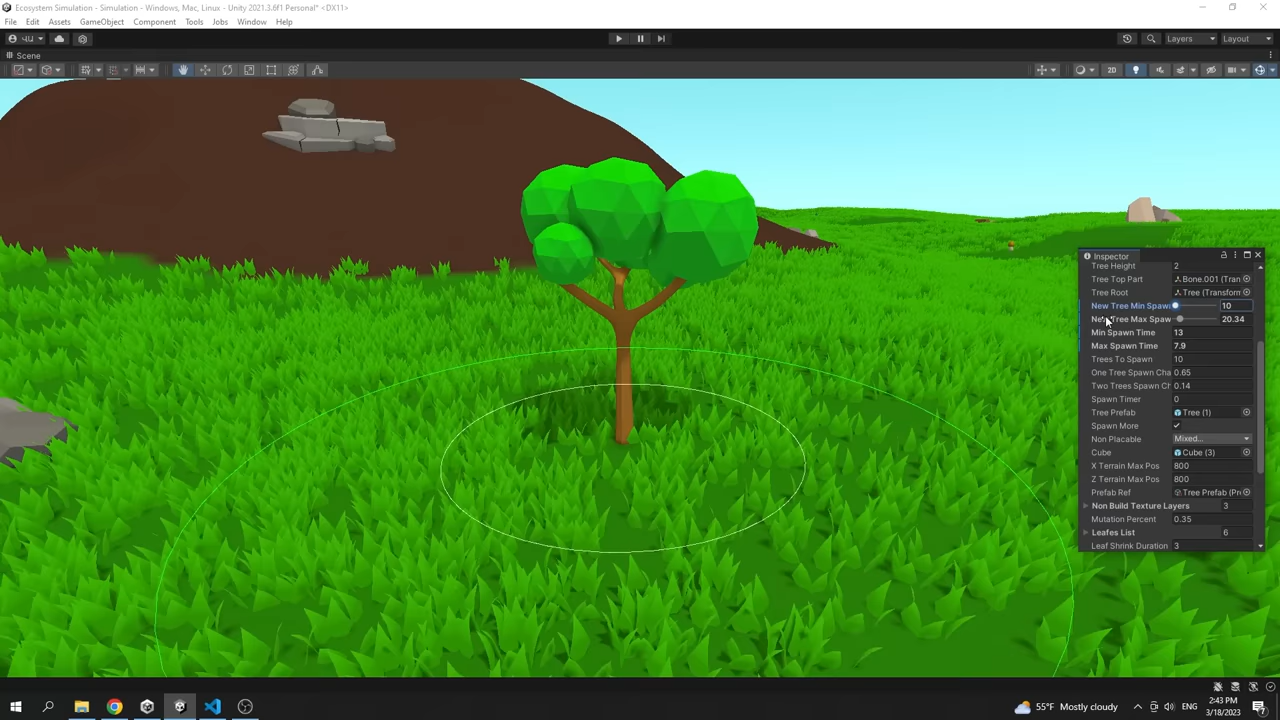 Ecosystem Simulation - Simulation - Windows, Mac, Linux - Unity 2021.3.6f1 Personal* <DX11>
File Edit Assets GameObject Component Tools Jobs Window Help
ЧU Layers Layout
Scene
2D
Inspector
Tree Height 2
Tree Top Part Bone.001 (Tran
Tree Root Tree (Transform
New Tree Min Spaw 10
New Tree Max Spaw 20.34
Min Spawn Time 13
Max Spawn Time 7.9
Trees To Spawn 10
One Tree Spawn Cha 0.65
Two Trees Spawn Ch 0.14
Spawn Timer 0
Tree Prefab Tree (1)
Spawn More
Non Placable Mixed...
Cube Cube (3)
X Terrain Max Pos 800
Z Terrain Max Pos 800
Prefab Ref Tree Prefab (Pr
Non Build Texture Layers 3
Mutation Percent 0.35
Leafes List 6
Leaf Shrink Duration 3
55°F Mostly cloudy ENG 2:43 PM
3/18/2023